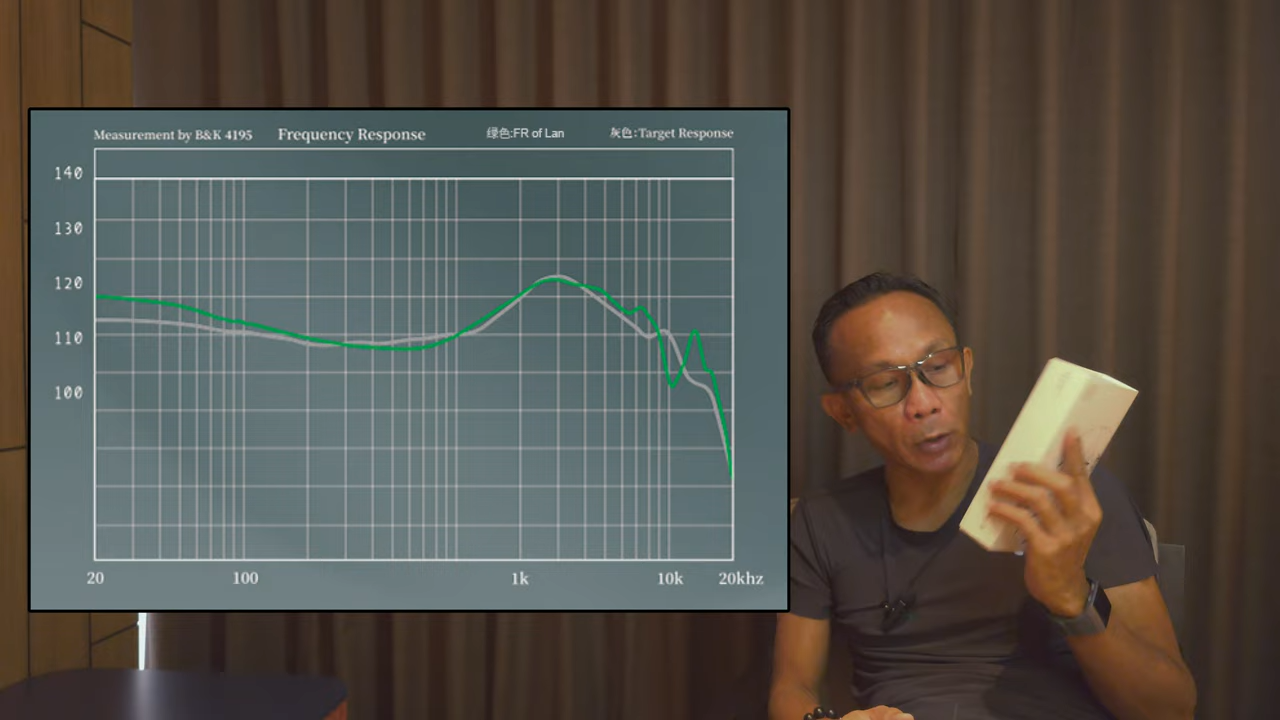 Measurement by B&K 4195 Frequency Response 绿色:FR of Lan 灰色:Target Response
140
130
120
110
100
20 100 1k 10k 20khz